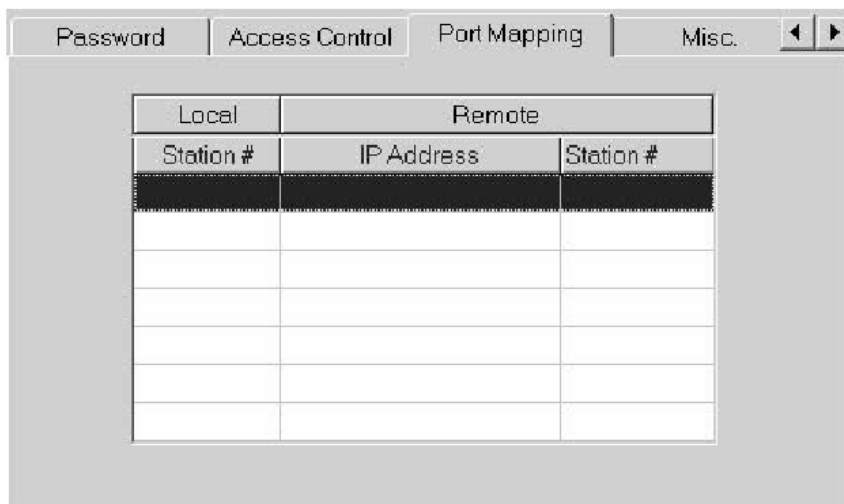 Password Access Control Port Mapping Misc.
Local Remote
Station # IP Address Station #